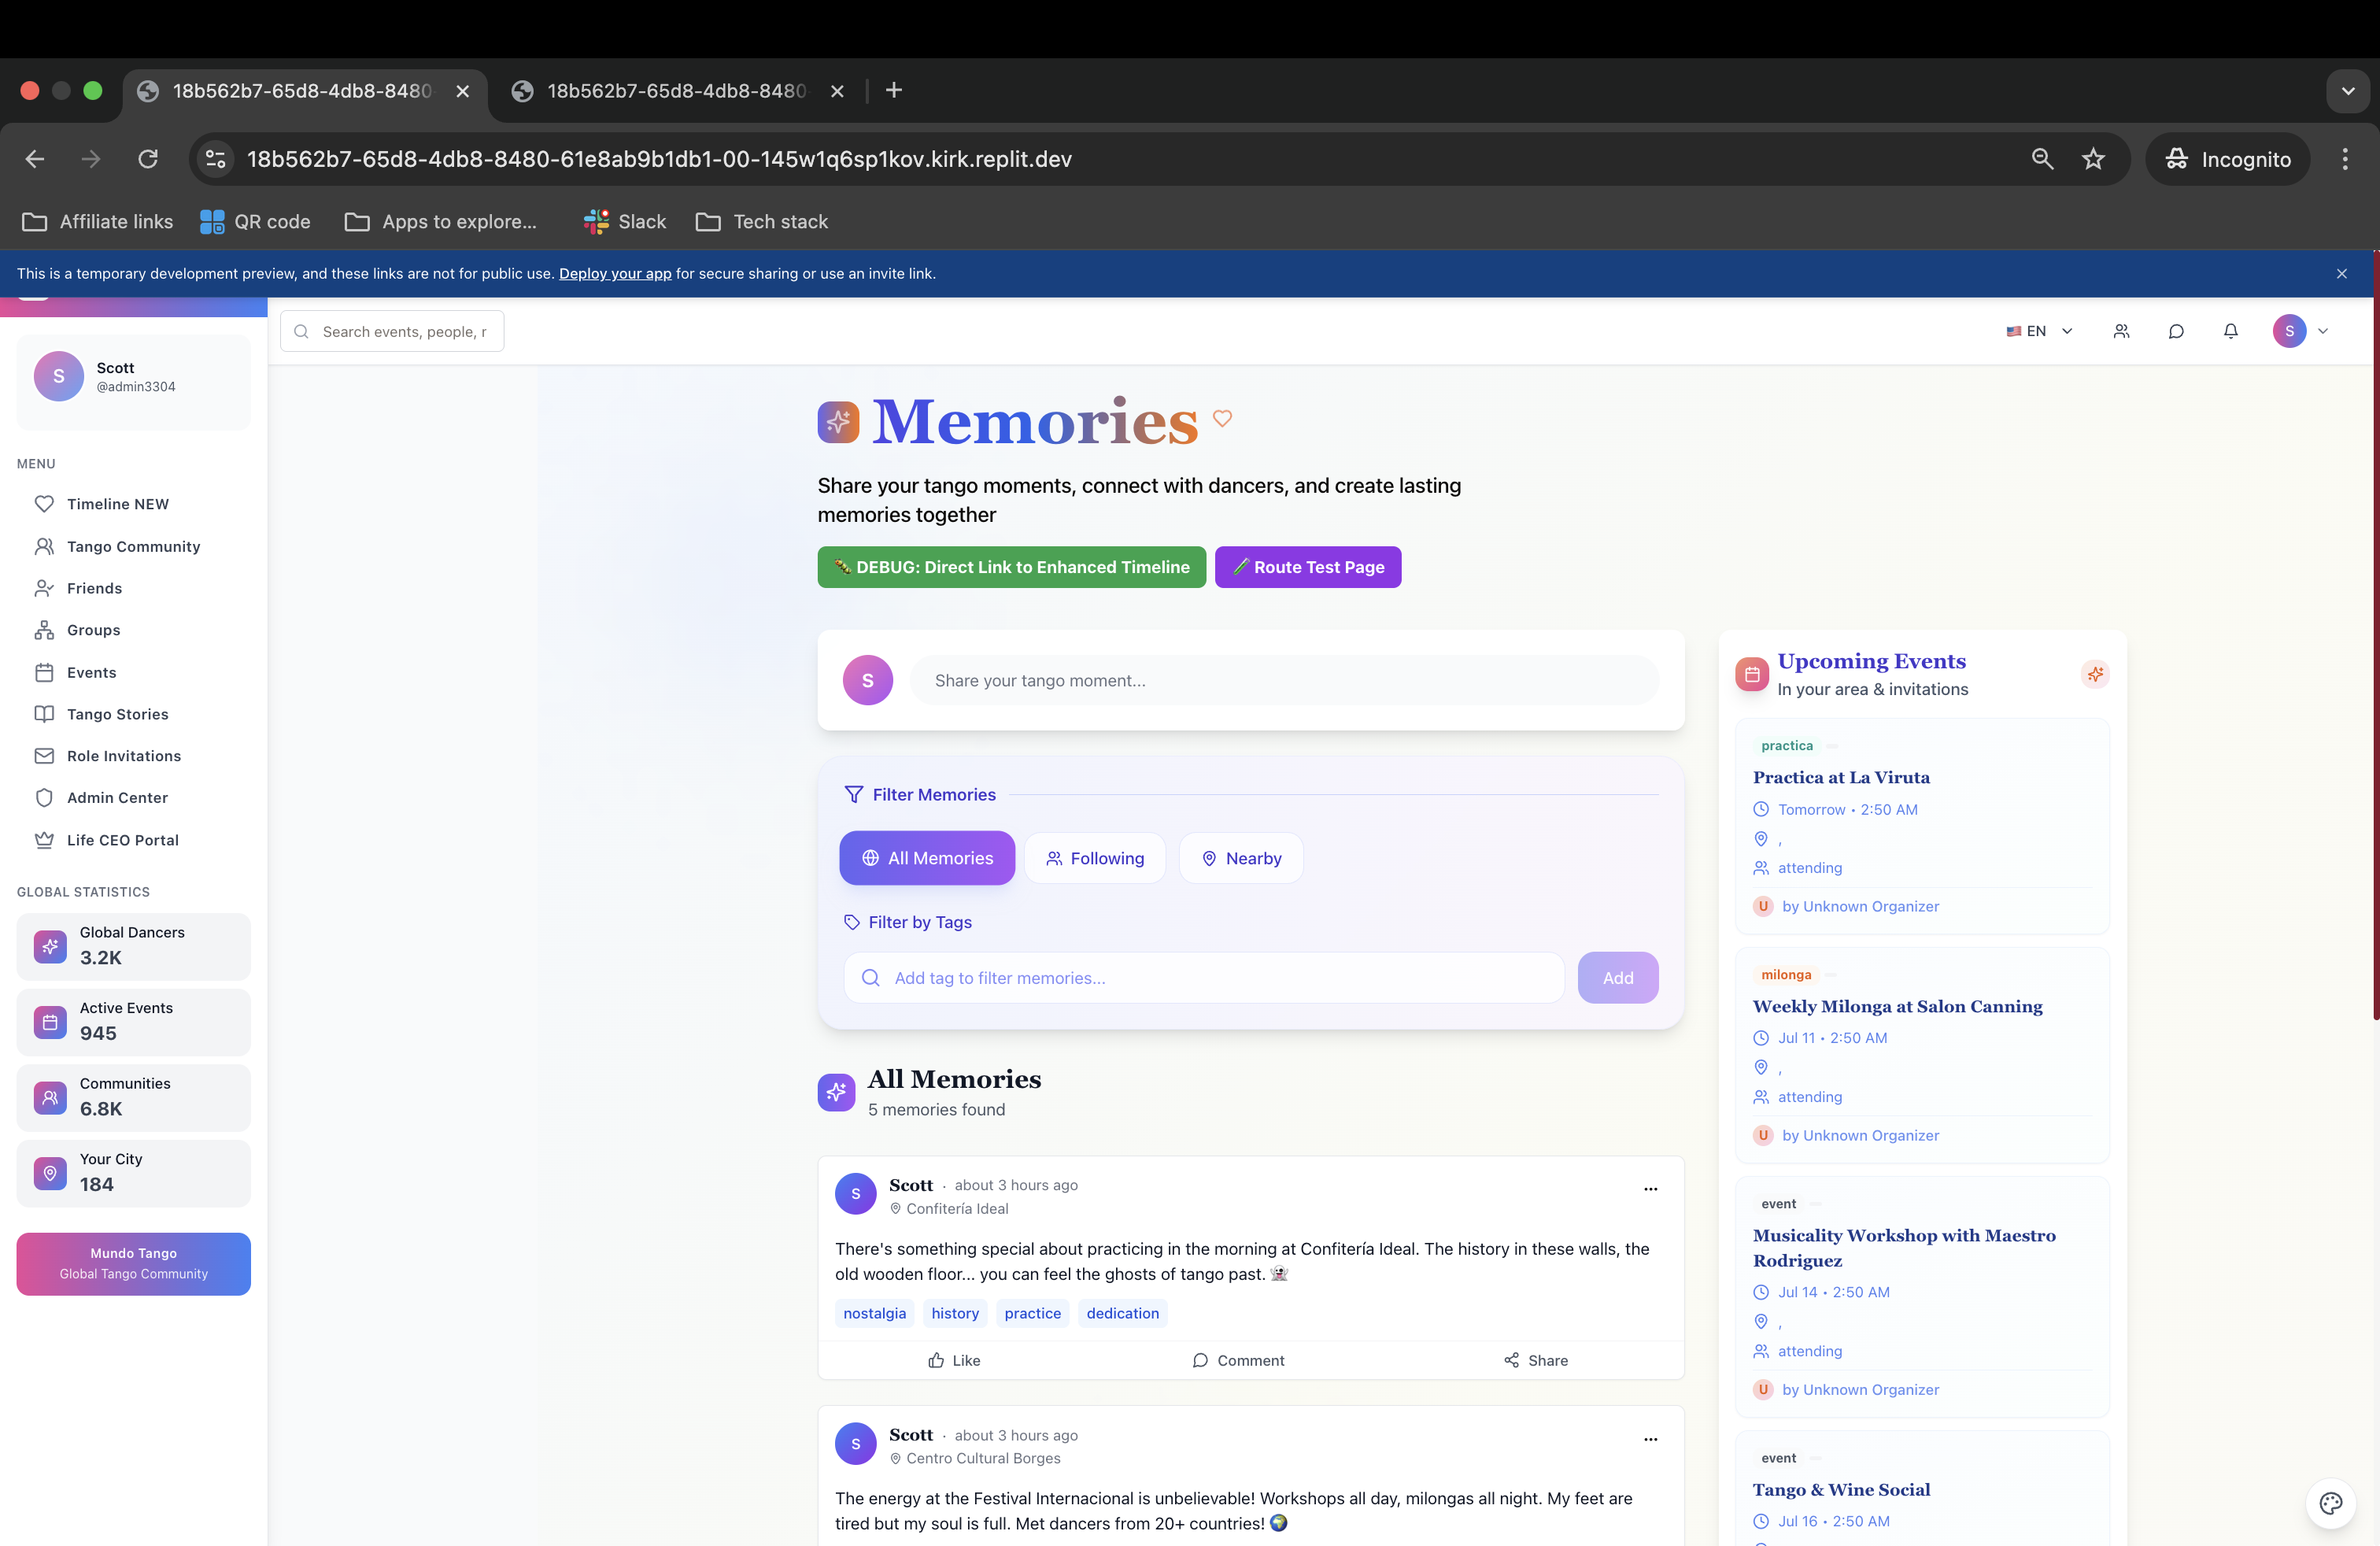 18b562b7-65d8-4db8-8480-
18b562b7-65d8-4db8-8480-
18b562b7-65d8-4db8-8480-61e8ab9b1db1-00-145w1q6sp1kov.kirk.replit.dev
Incognito
Affiliate links
QR code
Apps to explore...
Slack
Tech stack
This is a temporary development preview, and these links are not for public use. Deploy your app for secure sharing or use an invite link.
Search events, people, r
EN
S
S
Scott
@admin3304
MENU
Timeline NEW
Tango Community
Friends
Groups
Events
Tango Stories
Role Invitations
Admin Center
Life CEO Portal
GLOBAL STATISTICS
Global Dancers
3.2K
Active Events
945
Communities
6.8K
Your City
184
Mundo Tango
Global Tango Community
Memories
Share your tango moments, connect with dancers, and create lasting
memories together
🐛 DEBUG: Direct Link to Enhanced Timeline
🧪 Route Test Page
S
Share your tango moment...
Filter Memories
All Memories
Following
Nearby
Filter by Tags
Add tag to filter memories...
Add
All Memories
5 memories found
S
Scott · about 3 hours ago
Confitería Ideal
There's something special about practicing in the morning at Confitería Ideal. The history in these walls, the
old wooden floor... you can feel the ghosts of tango past. 👻
nostalgia
history
practice
dedication
Like
Comment
Share
S
Scott · about 3 hours ago
Centro Cultural Borges
The energy at the Festival Internacional is unbelievable! Workshops all day, milongas all night. My feet are
tired but my soul is full. Met dancers from 20+ countries! 🌍
Upcoming Events
In your area & invitations
practica
Practica at La Viruta
Tomorrow • 2:50 AM
,
attending
U by Unknown Organizer
milonga
Weekly Milonga at Salon Canning
Jul 11 • 2:50 AM
,
attending
U by Unknown Organizer
event
Musicality Workshop with Maestro
Rodriguez
Jul 14 • 2:50 AM
,
attending
U by Unknown Organizer
event
Tango & Wine Social
Jul 16 • 2:50 AM